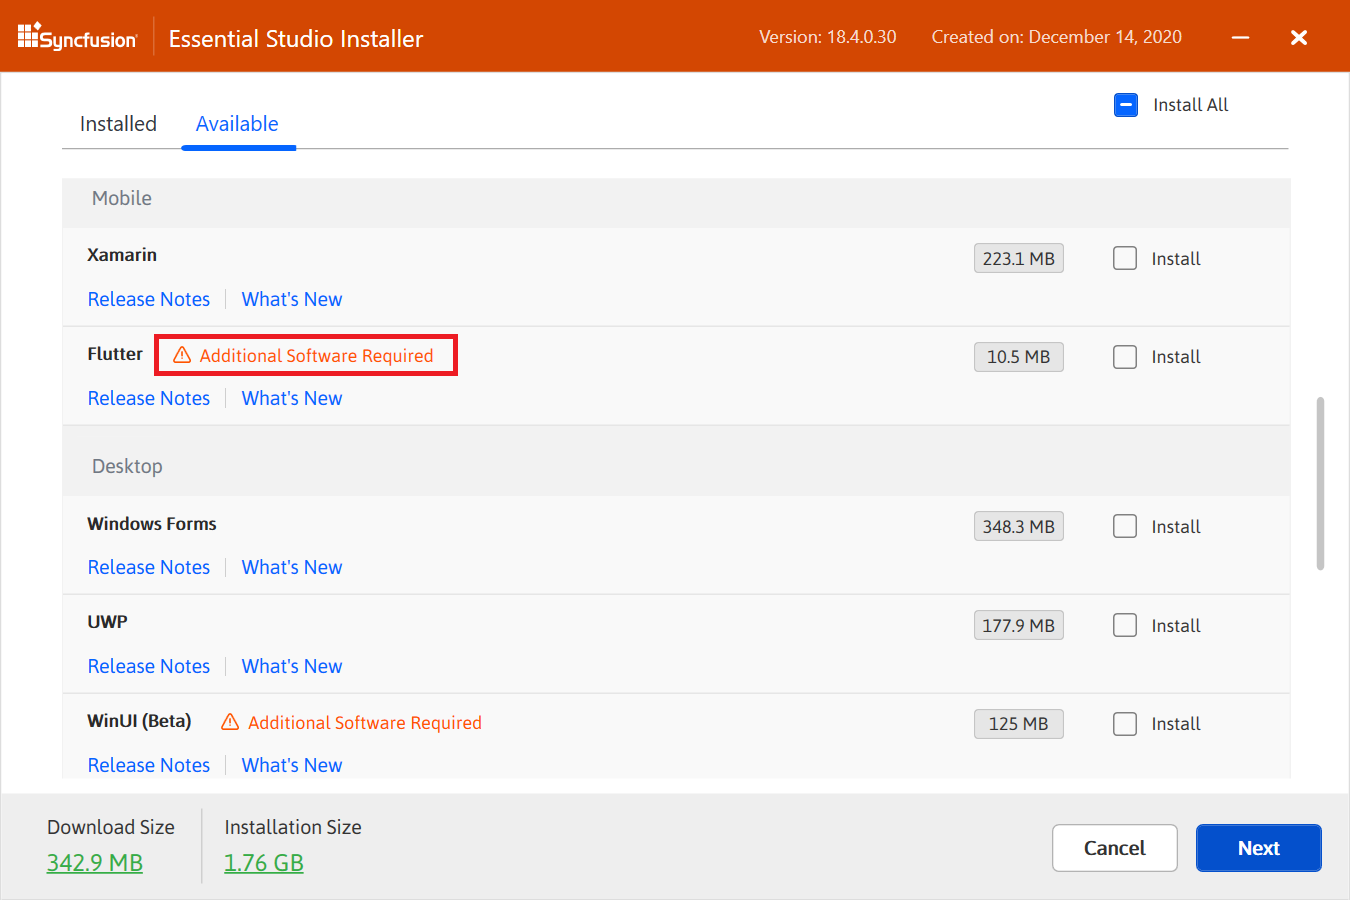 Syncfusion Essential Studio Installer Version: 18.4.0.30 Created on: December 14, 2020
Install All
Installed Available
Mobile
Xamarin 223.1 MB Install
Release Notes What's New
Flutter Additional Software Required 10.5 MB Install
Release Notes What's New
Desktop
Windows Forms 348.3 MB Install
Release Notes What's New
UWP 177.9 MB Install
Release Notes What's New
WinUI (Beta) Additional Software Required 125 MB Install
Release Notes What's New
Download Size Installation Size
342.9 MB 1.76 GB
Cancel Next